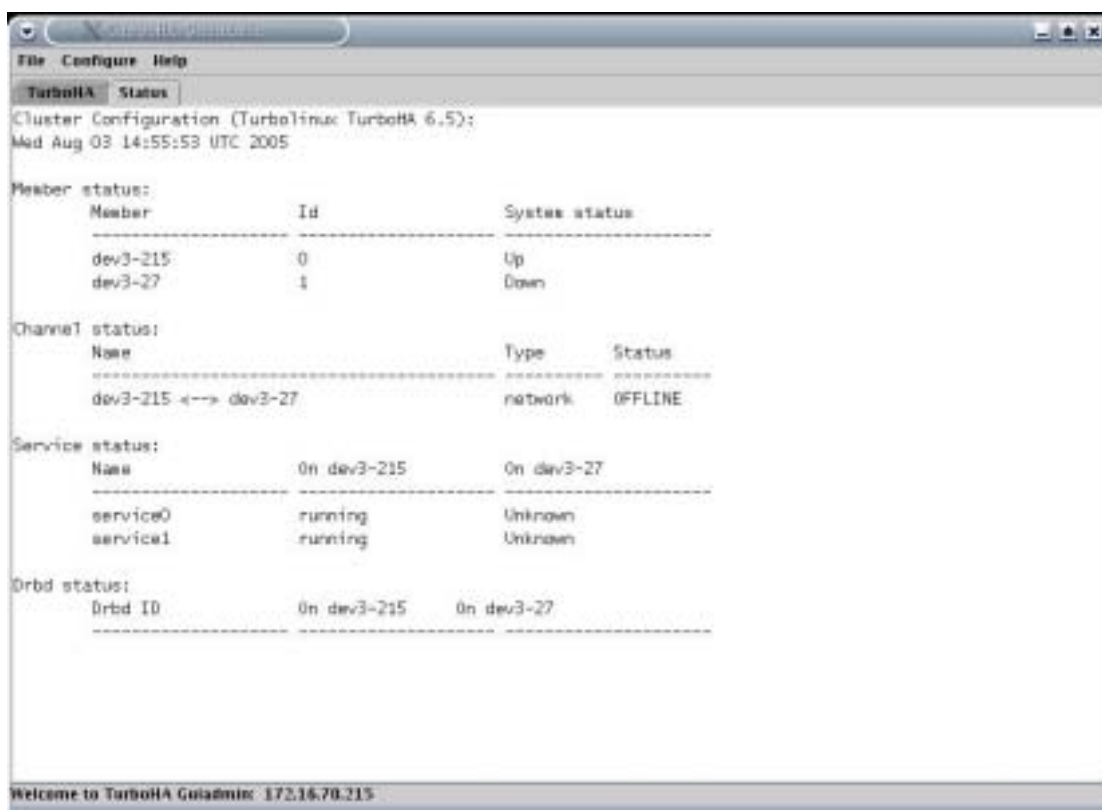 File Configure Help
TurboHA Status
Cluster Configuration (Turbolinux TurboHA 6.5):
Wed Aug 03 14:55:53 UTC 2005
Member status:
Member Id System status
-------------------- -------------------- ---------------------
dev3-215 0 Up
dev3-27 1 Down
Channel status:
Name Type Status
----------------------------------------- ---------- ----------
dev3-215 <--> dev3-27 network OFFLINE
Service status:
Name On dev3-215 On dev3-27
-------------------- -------------------- ---------------------
service0 running Unknown
service1 running Unknown
Drbd status:
Drbd ID On dev3-215 On dev3-27
-------------------- -------------------- ---------------------
Welcome to TurboHA Guiadmin: 172.16.70.215